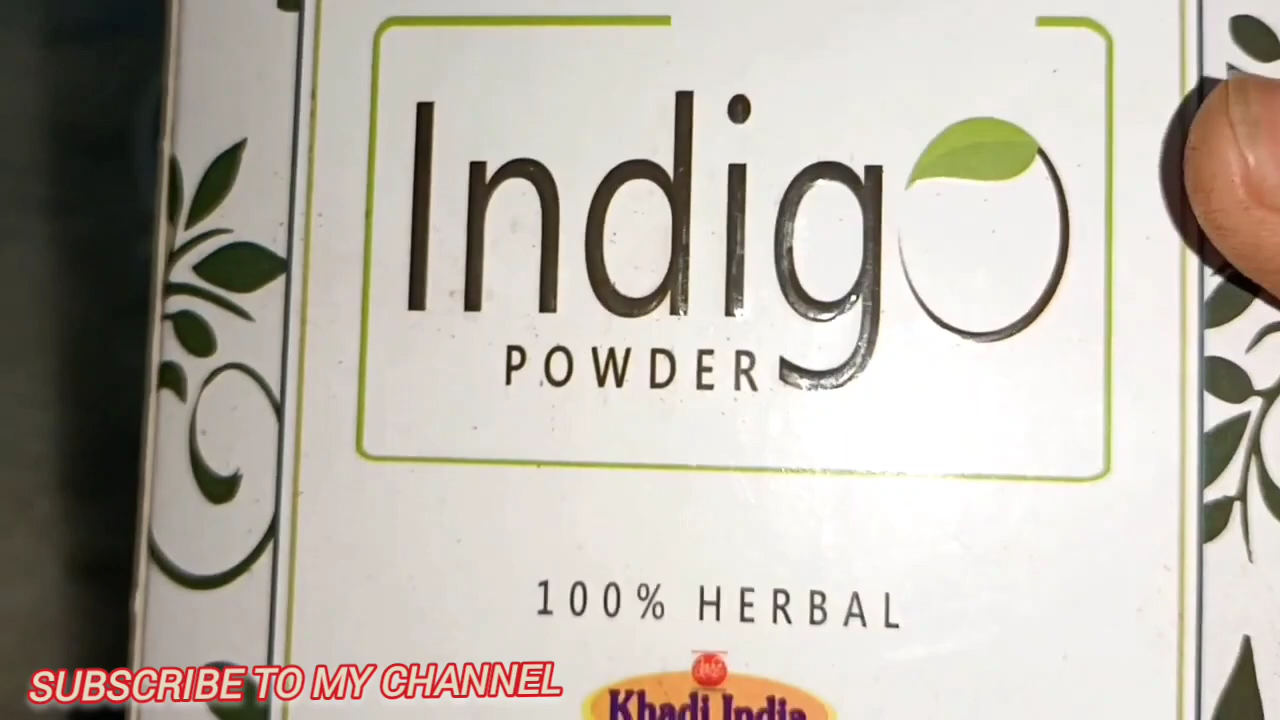 Indigo
POWDER
100% HERBAL
Khadi India
SUBSCRIBE TO MY CHANNEL